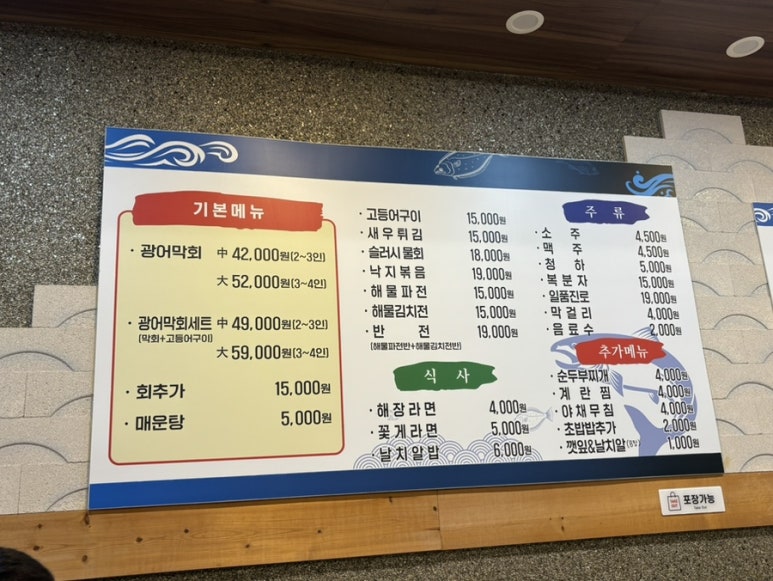 기본메뉴
· 광어막회 中 42,000원(2~3인)
大 52,000원(3~4인)
· 광어막회세트 中 49,000원(2~3인)
(막회+고등어구이)
大 59,000원(3~4인)
· 회추가 15,000원
· 매운탕 5,000원
· 고등어구이 15,000원
· 새우튀김 15,000원
· 슬러시물회 18,000원
· 낙지볶음 19,000원
· 해물파전 15,000원
· 해물김치전 15,000원
· 반전 19,000원
(해물파전반+해물김치전반)
식사
· 해장라면 4,000원
· 꽃게라면 5,000원
· 날치알밥 6,000원
주류
· 소주 4,500원
· 맥주 4,500원
· 청하 5,000원
· 복분자 15,000원
· 일품진로 19,000원
· 막걸리 4,000원
· 음료수 2,000원
추가메뉴
· 순두부찌개 4,000원
· 계란찜 4,000원
· 야채무침 4,000원
· 초밥밥추가 2,000원
· 깻잎&날치알 1,000원
포장가능
Take Out